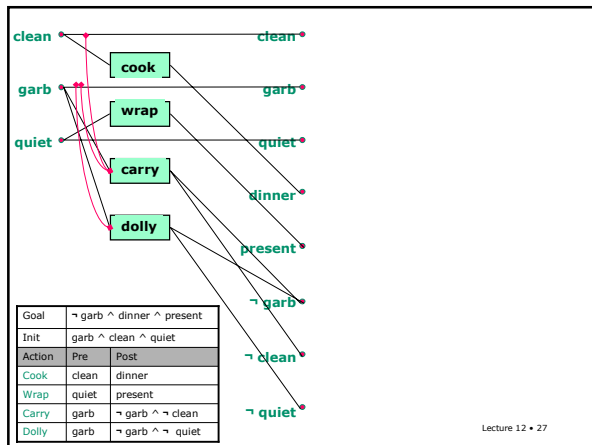 clean
garb
quiet
cook
wrap
carry
dolly
clean
garb
quiet
dinner
present
¬ garb
¬ clean
¬ quiet
Goal ¬ garb ^ dinner ^ present
Init garb ^ clean ^ quiet
Action Pre Post
Cook clean dinner
Wrap quiet present
Carry garb ¬ garb ^ ¬ clean
Dolly garb ¬ garb ^ ¬ quiet
Lecture 12 • 27